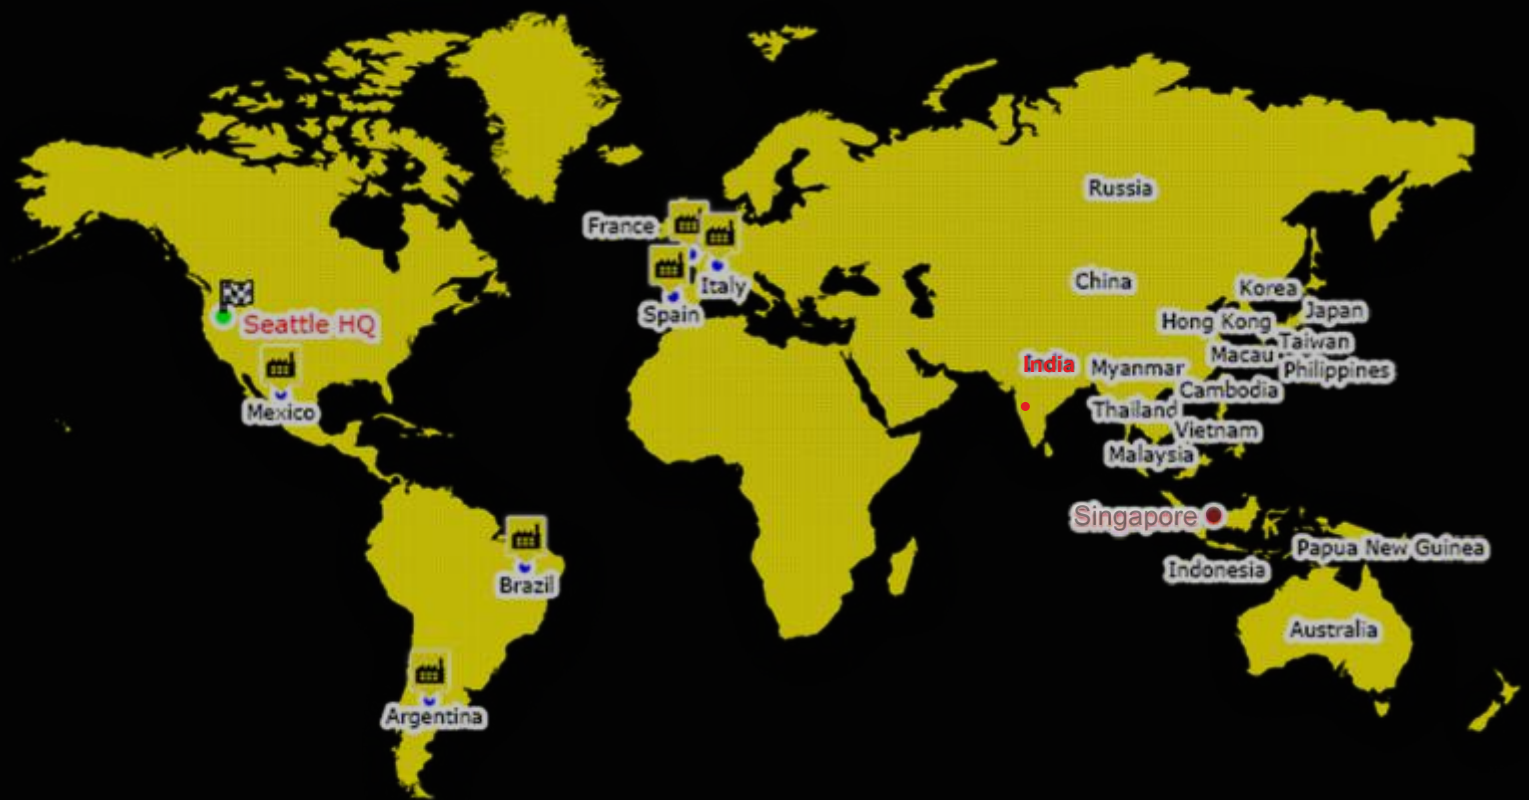 Russia
France
China
Italy
Korea
Seattle HQ
Spain
Japan
Hong Kong
Taiwan
Macau
India
Myanmar
Philippines
Cambodia
Mexico
Thailand
Vietnam
Malaysia
Singapore
Papua New Guinea
Indonesia
Brazil
Australia
Argentina